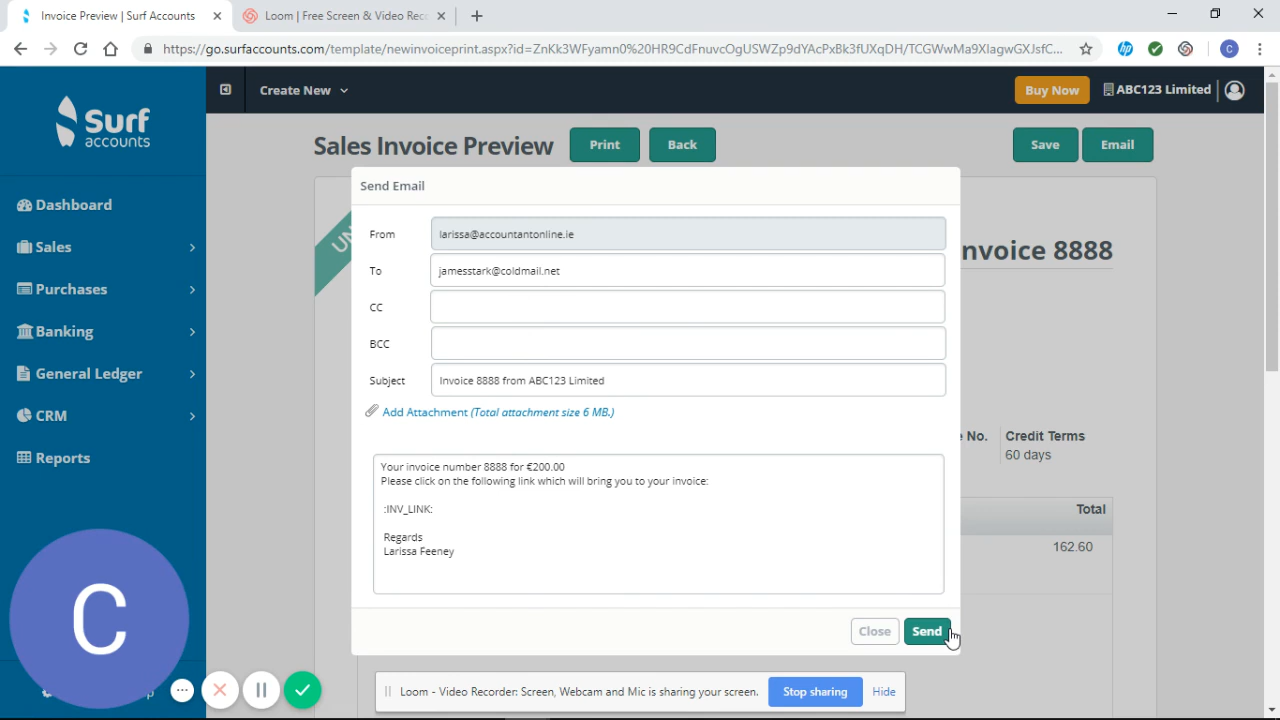 Invoice Preview | Surf Accounts
Loom | Free Screen & Video Rec
https://go.surfaccounts.com/template/newinvoiceprint.aspx?id=ZnKk3WFyamn0%20HR9CdFnuvcOgUSWZp9dYAcPxBk3fUXqDH/TCGWwMa9XlagwGXJsfC...
C
Surf
accounts
Create New
Buy Now
ABC123 Limited
Dashboard
Sales
Purchases
Banking
General Ledger
CRM
Reports
Sales Invoice Preview
Print
Back
Save
Email
UN
nvoice 8888
Send Email
From
larissa@accountantonline.ie
To
jamesstark@coldmail.net
CC
BCC
Subject
Invoice 8888 from ABC123 Limited
Add Attachment (Total attachment size 6 MB.)
e No.
Credit Terms
60 days
Total
162.60
Your invoice number 8888 for €200.00
Please click on the following link which will bring you to your invoice:
:INV_LINK:
Regards
Larissa Feeney
Close
Send
C
Loom - Video Recorder: Screen, Webcam and Mic is sharing your screen.
Stop sharing
Hide